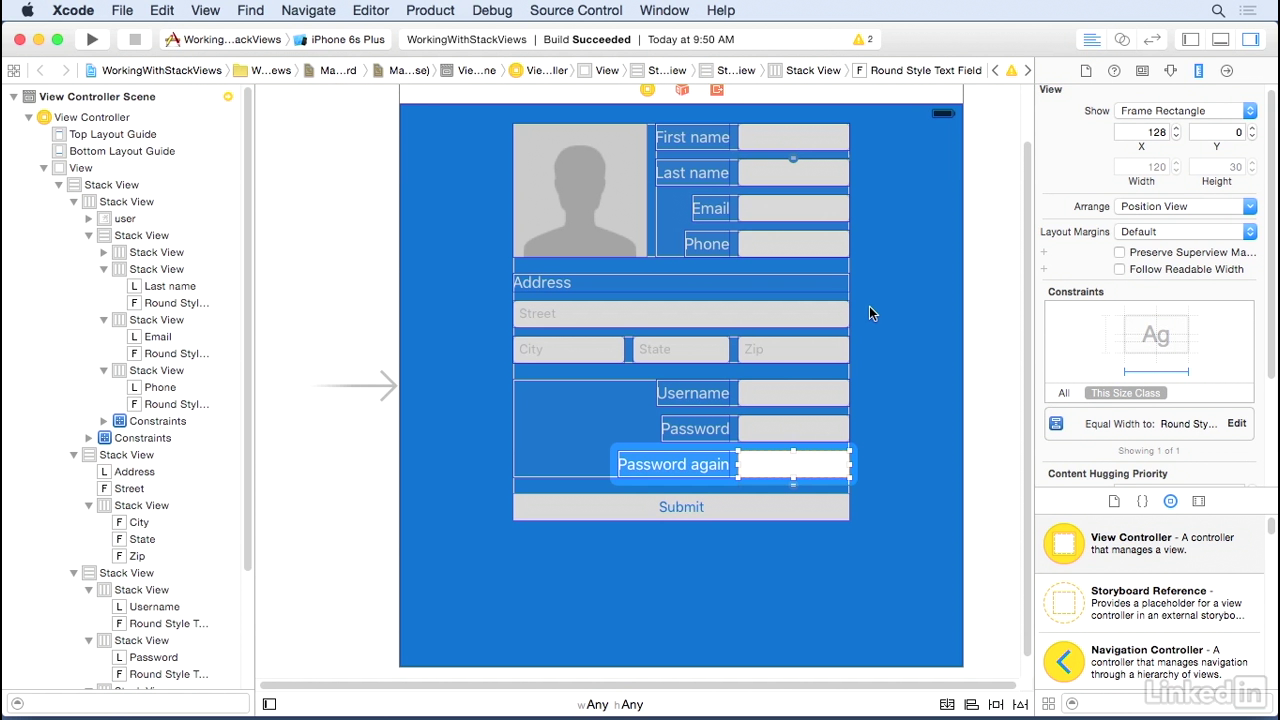 Xcode File Edit View Find Navigate Editor Product Debug Source Control Window Help
Working...ackViews iPhone 6s Plus WorkingWithStackViews Build Succeeded Today at 9:50 AM 2
WorkingWithStackViews W...ews Ma...rd Ma...se) Vie...ne Vie...ller View St...iew St...iew Stack View F Round Style Text Field
View Controller Scene
View Controller
Top Layout Guide
Bottom Layout Guide
View
Stack View
Stack View
user
Stack View
Stack View
Stack View
L Last name
F Round Styl...
Stack View
L Email
F Round Styl...
Stack View
L Phone
F Round Styl...
Constraints
Constraints
Stack View
L Address
F Street
Stack View
F City
F State
F Zip
Stack View
Stack View
L Username
F Round Style T...
Stack View
L Password
F Round Style T...
First name
Last name
Email
Phone
Address
Street
City State Zip
Username
Password
Password again
Submit
wAny hAny
View
Show Frame Rectangle
128 0
X Y
120 30
Width Height
Arrange Position View
Layout Margins Default
Preserve Superview Ma...
Follow Readable Width
Constraints
Ag
All This Size Class
Equal Width to: Round Sty... Edit
Showing 1 of 1
Content Hugging Priority
{}
View Controller - A controller
that manages a view.
Storyboard Reference -
Provides a placeholder for a view
controller in an external storybo...
Navigation Controller - A
controller that manages navigation
through a hierarchy of views.
Linked in